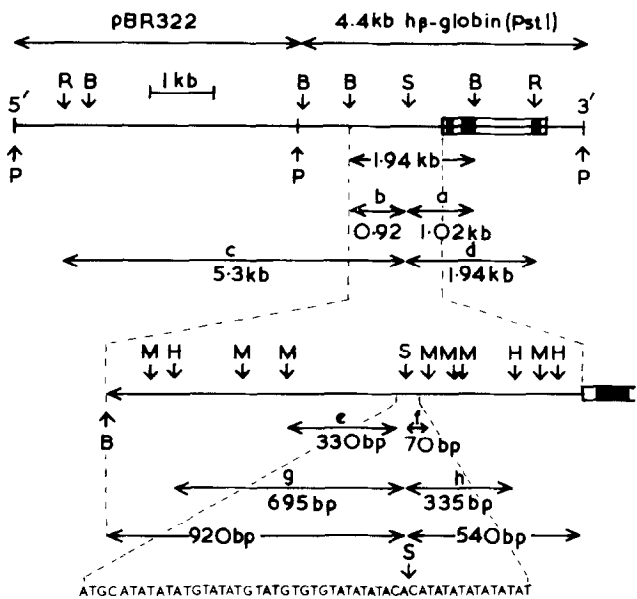 pBR322 4.4kb hβ-globin (PstI)
R B 1kb B B S B R
5′ 3′
P P P
1·94 kb
b a
0.92 1.02kb
c d
5.3kb 1.94kb
M H M M S M M M H M H
B
e f
330bp 70bp
g h
695bp 335bp
920bp 540bp
S
ATGCATATATATGTATATGTATGTGTGTATATATACACATATATATATATAT